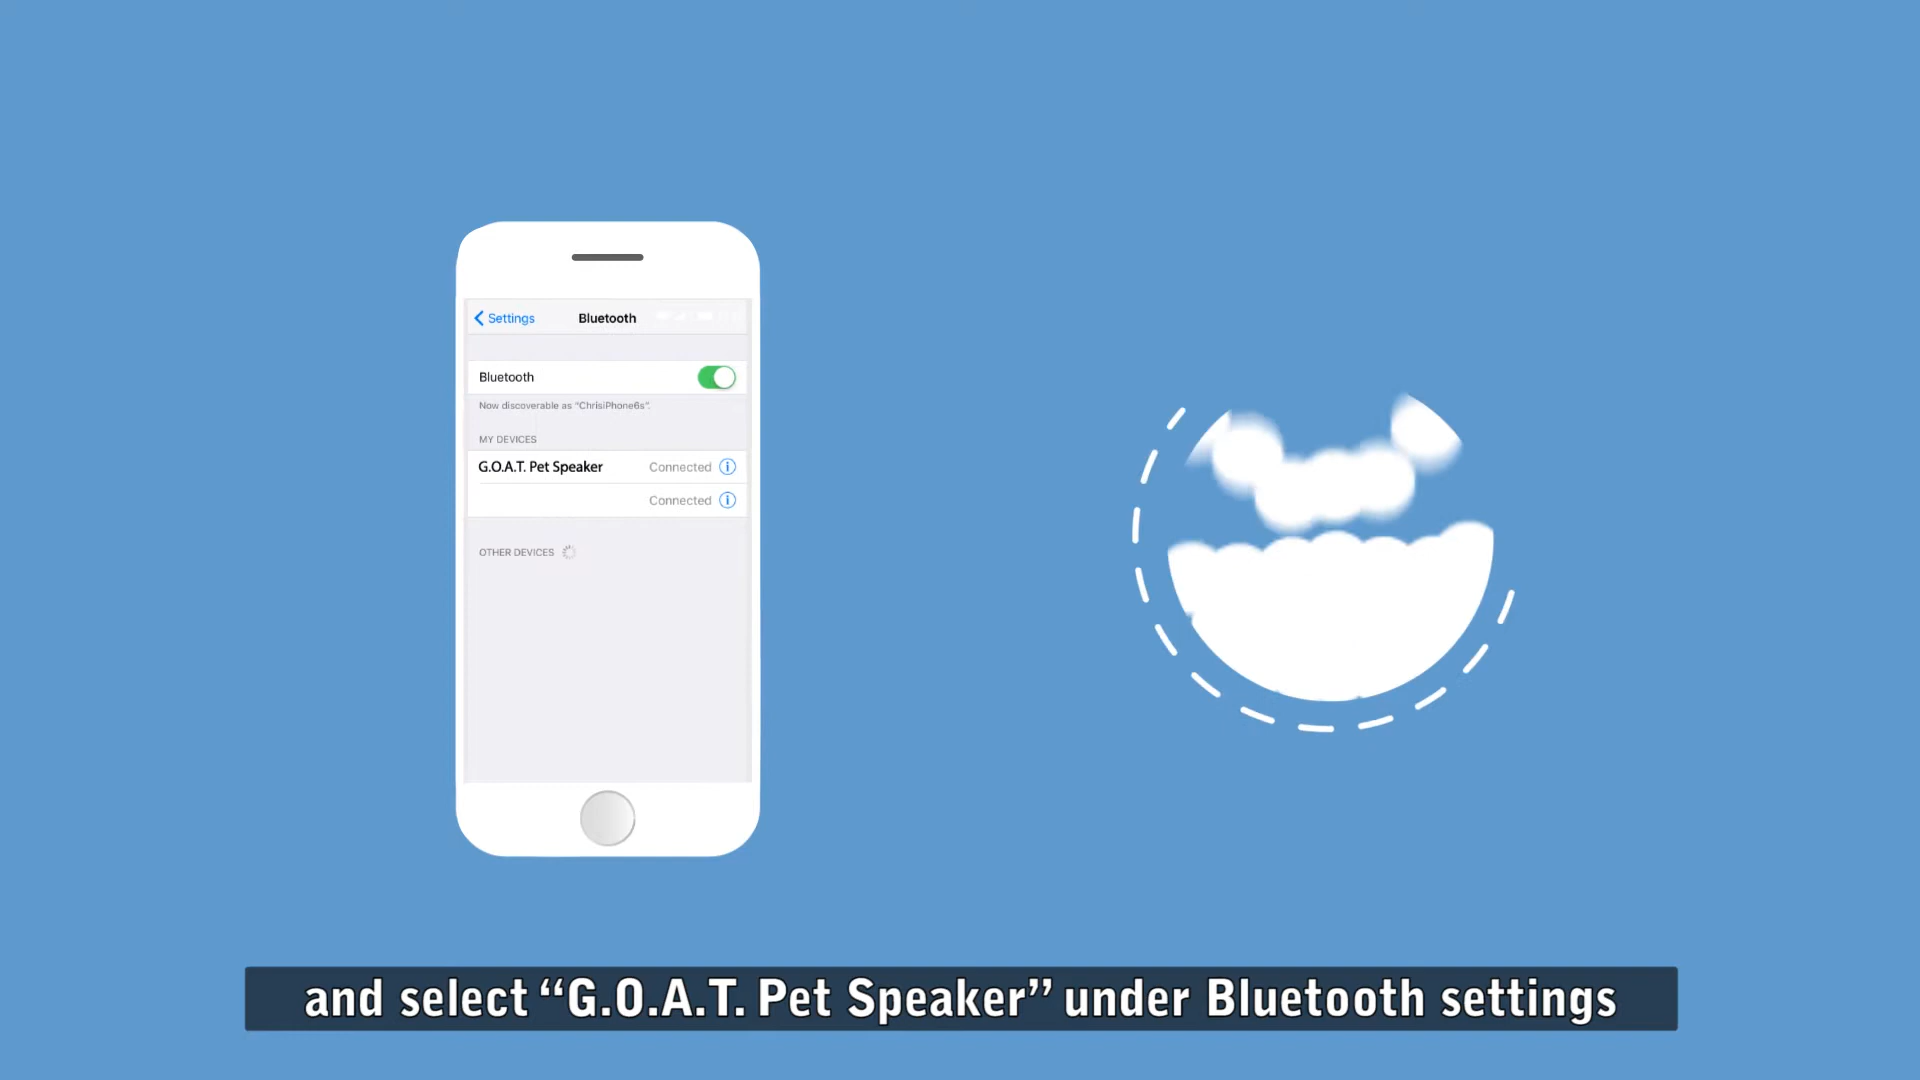 Settings
Bluetooth
Bluetooth
Now discoverable as "ChrisiPhone6s".
MY DEVICES
G.O.A.T. Pet Speaker Connected
Connected
OTHER DEVICES
and select “G.O.A.T. Pet Speaker” under Bluetooth settings